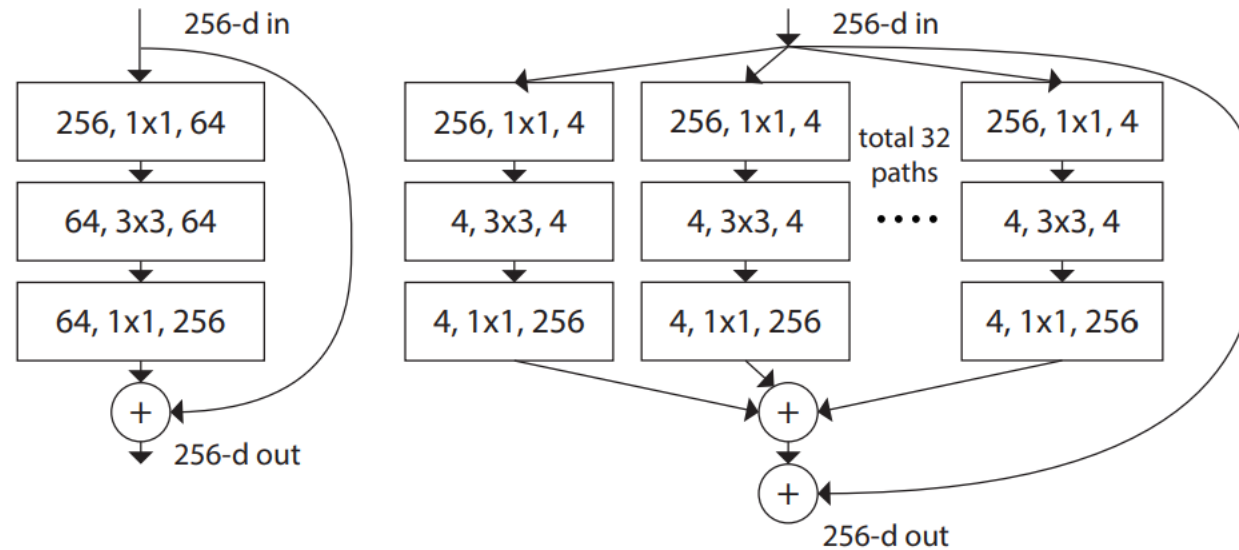 256-d in
256, 1x1, 64
64, 3x3, 64
64, 1x1, 256
+
256-d out
256-d in
256, 1x1, 4
256, 1x1, 4
total 32
paths
256, 1x1, 4
4, 3x3, 4
4, 3x3, 4
....
4, 3x3, 4
4, 1x1, 256
4, 1x1, 256
4, 1x1, 256
+
+
256-d out